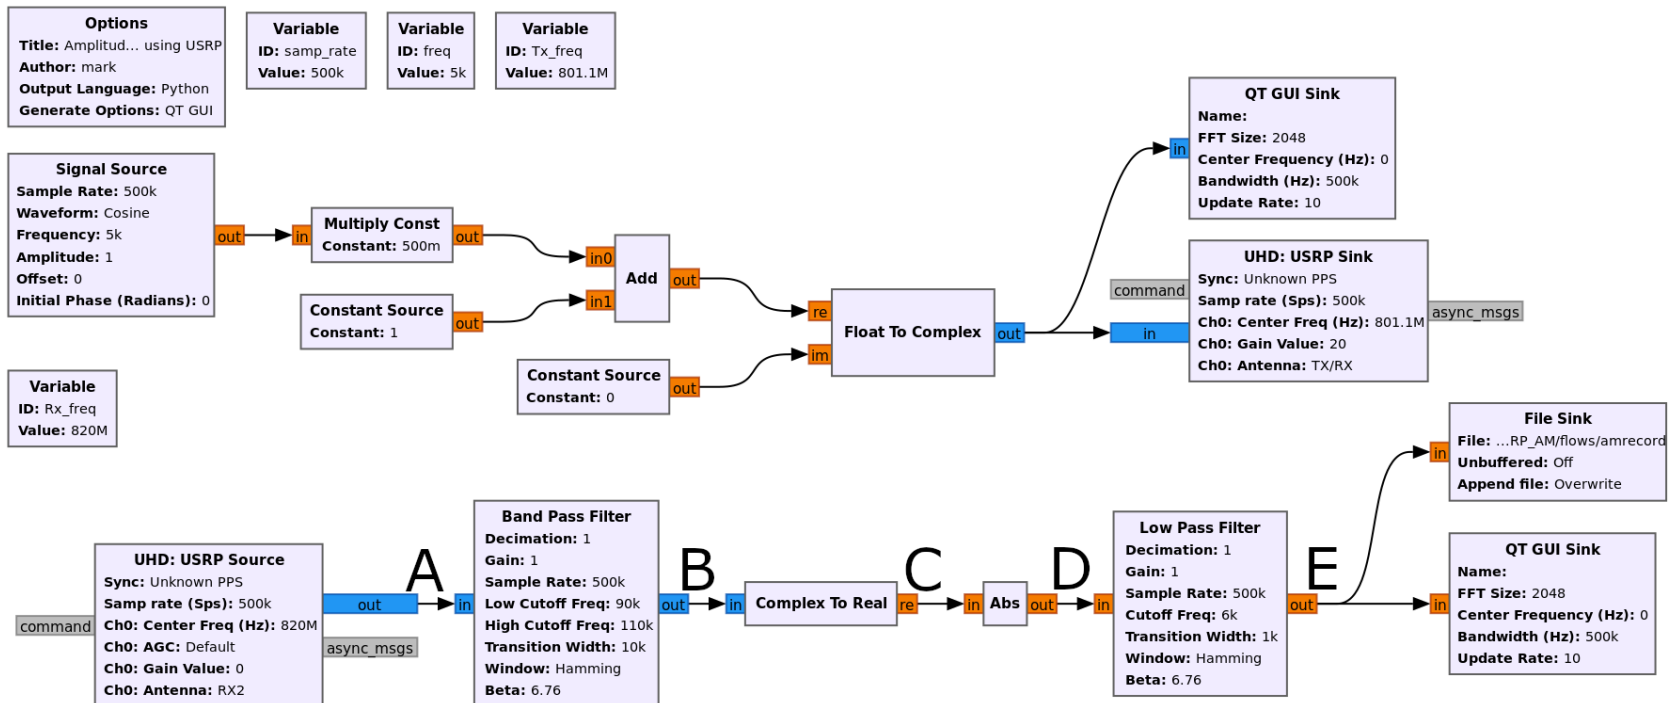 Options
Title: Amplitud... using USRP
Author: mark
Output Language: Python
Generate Options: QT GUI
Variable
ID: samp_rate
Value: 500k
Variable
ID: freq
Value: 5k
Variable
ID: Tx_freq
Value: 801.1M
Signal Source
Sample Rate: 500k
Waveform: Cosine
Frequency: 5k
Amplitude: 1
Offset: 0
Initial Phase (Radians): 0
out
in
Multiply Const
Constant: 500m
out
Constant Source
Constant: 1
out
in0
in1
Add
out
Constant Source
Constant: 0
out
re
im
Float To Complex
out
in
QT GUI Sink
Name:
FFT Size: 2048
Center Frequency (Hz): 0
Bandwidth (Hz): 500k
Update Rate: 10
command
in
UHD: USRP Sink
Sync: Unknown PPS
Samp rate (Sps): 500k
Ch0: Center Freq (Hz): 801.1M
Ch0: Gain Value: 20
Ch0: Antenna: TX/RX
async_msgs
Variable
ID: Rx_freq
Value: 820M
command
UHD: USRP Source
Sync: Unknown PPS
Samp rate (Sps): 500k
Ch0: Center Freq (Hz): 820M
Ch0: AGC: Default
Ch0: Gain Value: 0
Ch0: Antenna: RX2
out
async_msgs
A
in
Band Pass Filter
Decimation: 1
Gain: 1
Sample Rate: 500k
Low Cutoff Freq: 90k
High Cutoff Freq: 110k
Transition Width: 10k
Window: Hamming
Beta: 6.76
out
B
in
Complex To Real
re
C
in
Abs
out
D
in
Low Pass Filter
Decimation: 1
Gain: 1
Sample Rate: 500k
Cutoff Freq: 6k
Transition Width: 1k
Window: Hamming
Beta: 6.76
out
E
in
File Sink
File: ...RP_AM/flows/amrecord
Unbuffered: Off
Append file: Overwrite
in
QT GUI Sink
Name:
FFT Size: 2048
Center Frequency (Hz): 0
Bandwidth (Hz): 500k
Update Rate: 10